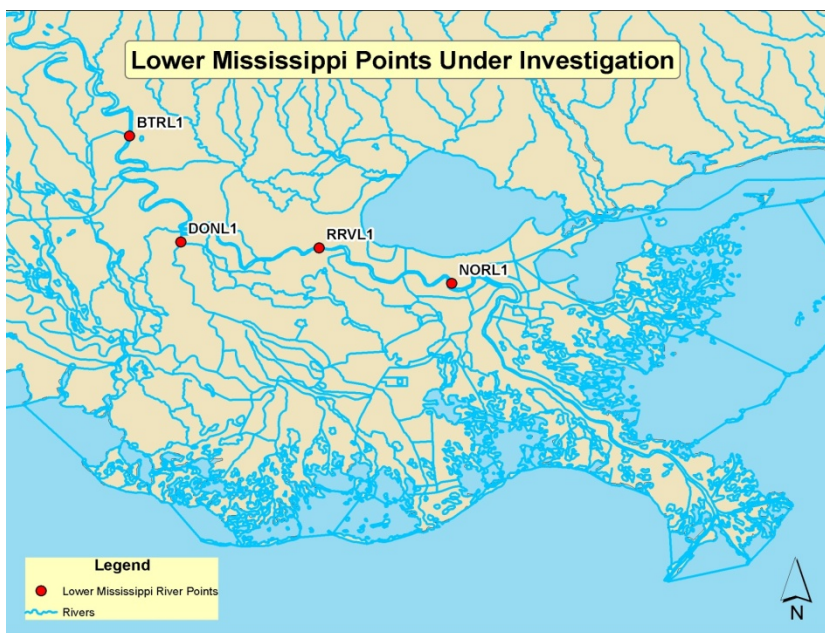 Lower Mississippi Points Under Investigation
BTRL1
DONL1
RRVL1
NORL1
Legend
Lower Mississippi River Points
Rivers
N